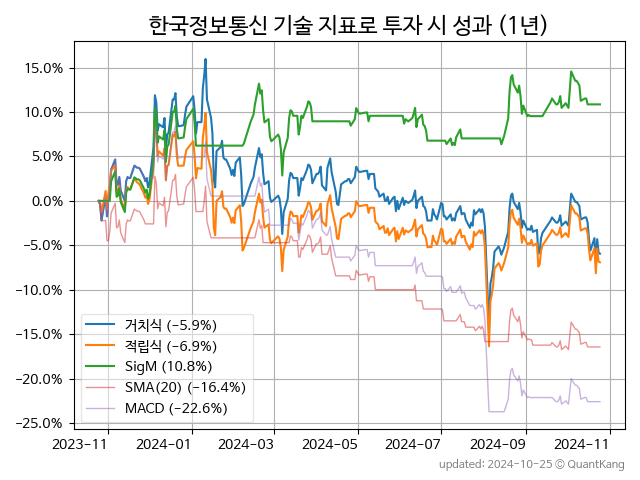 한국정보통신 기술 지표로 투자 시 성과 (1년)
15.0%
10.0%
5.0%
0.0%
−5.0%
−10.0%
−15.0%
−20.0%
−25.0%
거치식 (−5.9%)
적립식 (−6.9%)
SigM (10.8%)
SMA(20) (−16.4%)
MACD (−22.6%)
2023−11 2024−01 2024−03 2024−05 2024−07 2024−09 2024−11
updated: 2024-10-25 © QuantKang